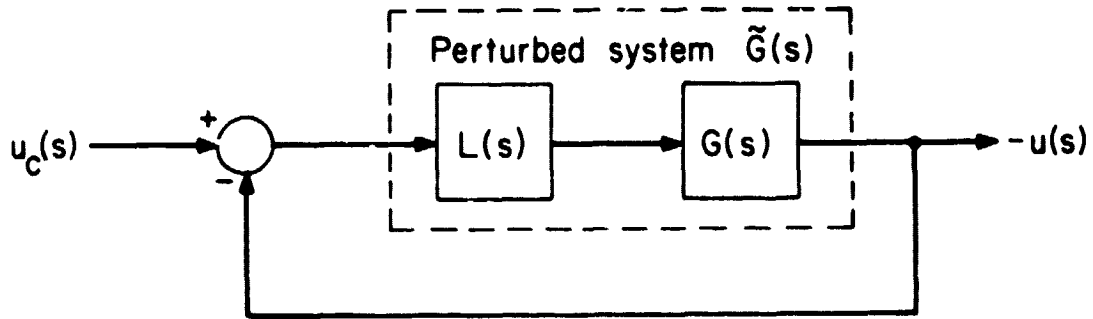 Perturbed system G̃(s)
+
u_c(s)
L(s)
G(s)
-u(s)
-